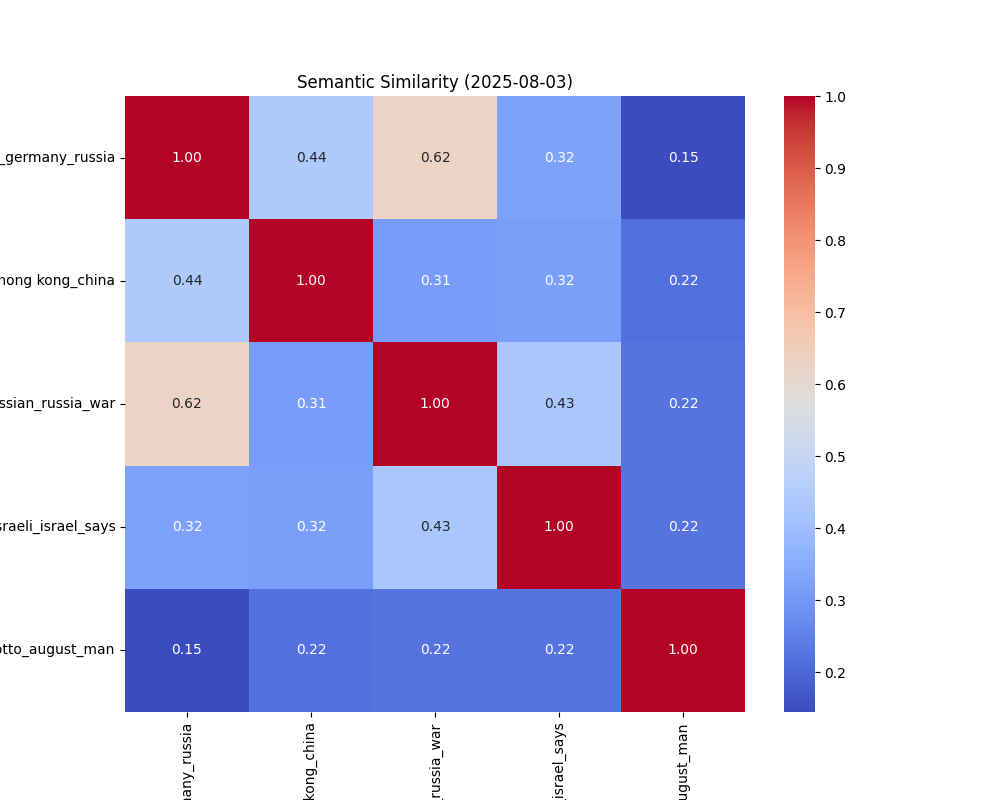 Semantic Similarity (2025-08-03)
_germany_russia 1.00 0.44 0.62 0.32 0.15
kong_china 0.44 1.00 0.31 0.32 0.22
ssian_russia_war 0.62 0.31 1.00 0.43 0.22
sraeli_israel_says 0.32 0.32 0.43 1.00 0.22
otto_august_man 0.15 0.22 0.22 0.22 1.00
any_russia
kong_china
russia_war
_israel_says
ugust_man
1.0
0.9
0.8
0.7
0.6
0.5
0.4
0.3
0.2